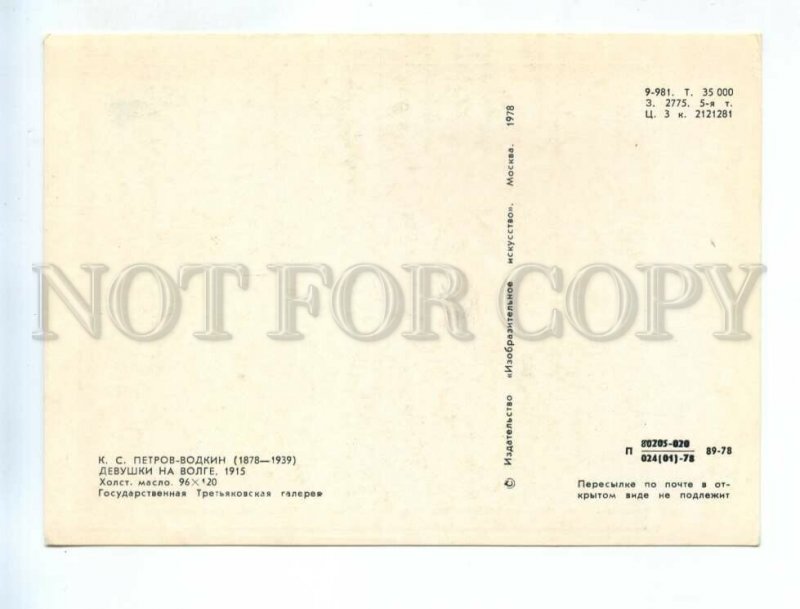 9-981. Т. 35 000
З. 2775. 5-я т.
Ц. 3 к. 2121281
© Издательство «Изобразительное искусство». Москва. 1978
NOT FOR COPY
К. С. ПЕТРОВ-ВОДКИН (1878—1939)
ДЕВУШКИ НА ВОЛГЕ. 1915
Холст, масло. 96×120
Государственная Третьяковская галерея
П 80205-020
024(01)-78 89-78
Пересылке по почте в от-
крытом виде не подлежит